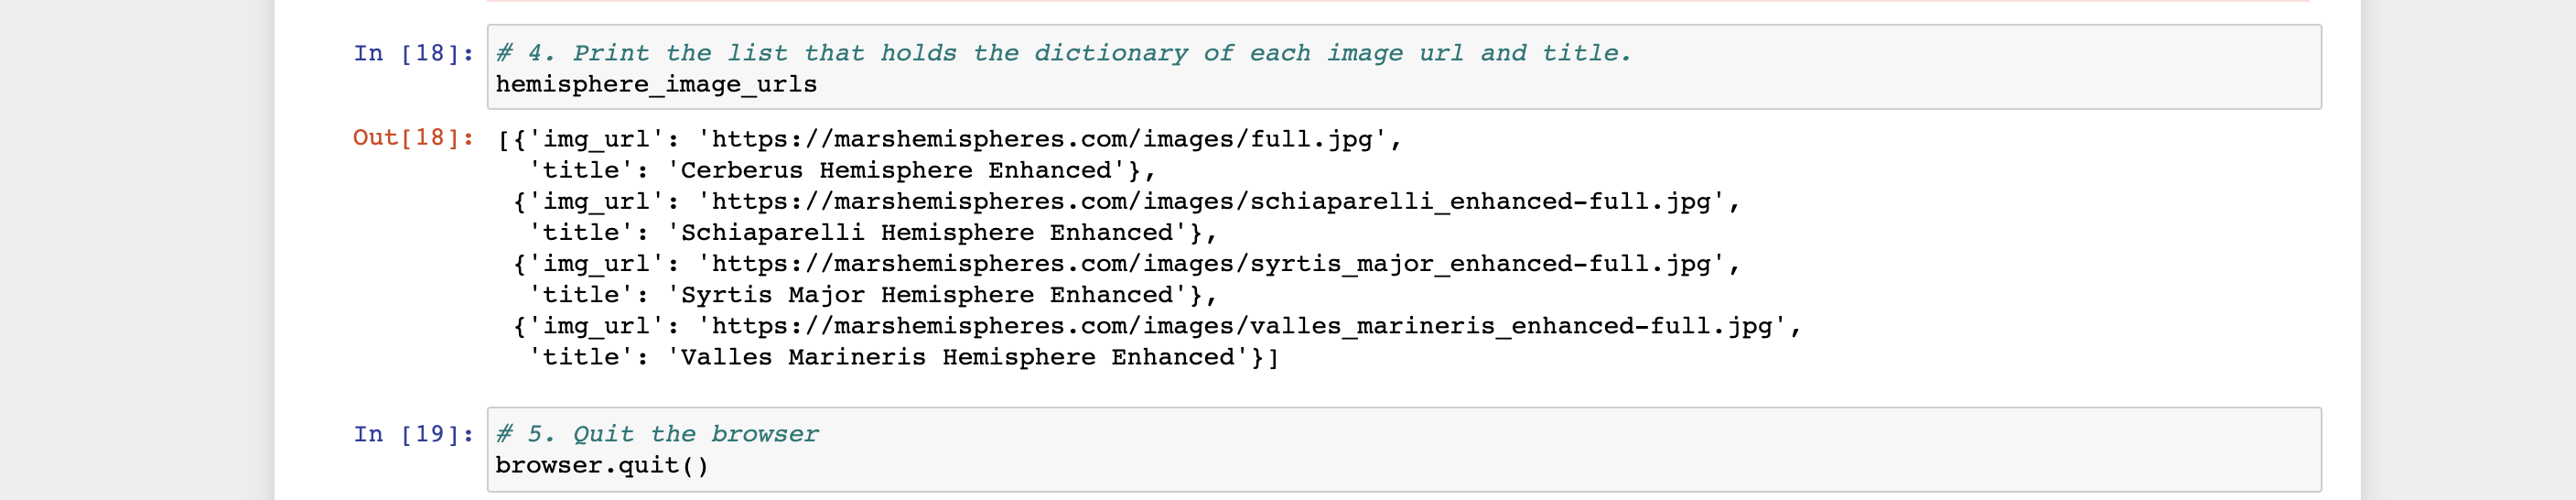 In [18]: # 4. Print the list that holds the dictionary of each image url and title.
hemisphere_image_urls
Out[18]: [{'img_url': 'https://marshemispheres.com/images/full.jpg',
'title': 'Cerberus Hemisphere Enhanced'},
{'img_url': 'https://marshemispheres.com/images/schiaparelli_enhanced-full.jpg',
'title': 'Schiaparelli Hemisphere Enhanced'},
{'img_url': 'https://marshemispheres.com/images/syrtis_major_enhanced-full.jpg',
'title': 'Syrtis Major Hemisphere Enhanced'},
{'img_url': 'https://marshemispheres.com/images/valles_marineris_enhanced-full.jpg',
'title': 'Valles Marineris Hemisphere Enhanced'}]
In [19]: # 5. Quit the browser
browser.quit()